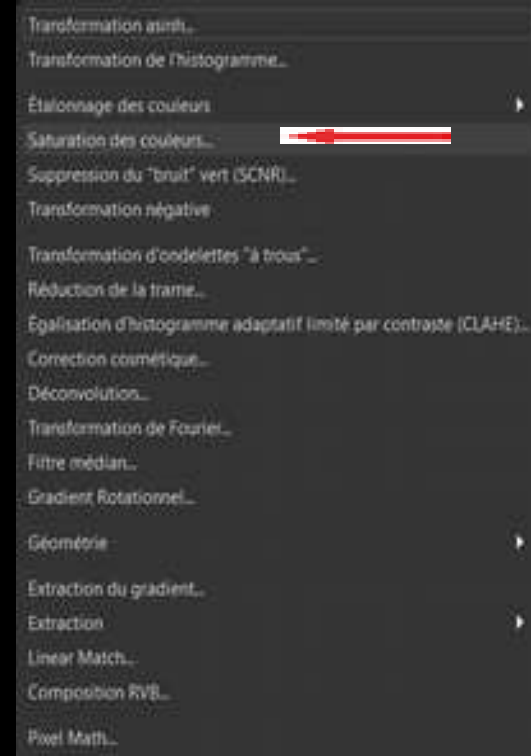 Transformation asinh...
Transformation de l'histogramme...
Étalonnage des couleurs
Saturation des couleurs...
Suppression du "bruit" vert (SCNR)...
Transformation négative
Transformation d'ondelettes "à trous"...
Réduction de la trame...
Égalisation d'histogramme adaptatif limité par contraste (CLAHE)...
Correction cosmétique...
Déconvolution...
Transformation de Fourier...
Filtre médian...
Gradient Rotationnel...
Géométrie
Extraction du gradient...
Extraction
Linear Match...
Composition RVB...
Pixel Math...